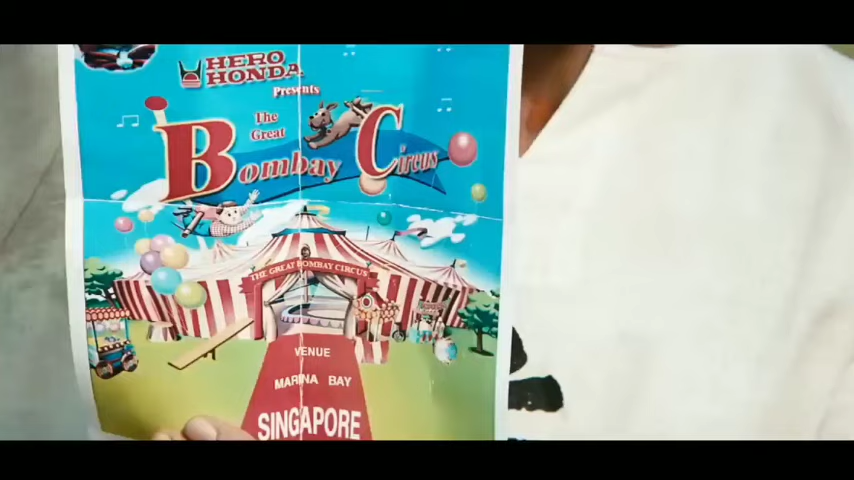 HERO
HONDA
Presents
The
Great
Bombay Circus
THE GREAT BOMBAY CIRCUS
VENUE
MARINA BAY
SINGAPORE